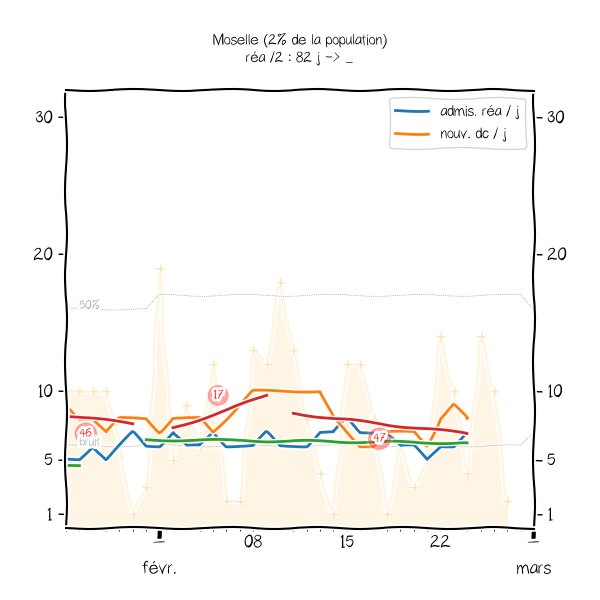 Moselle (2% de la population)
réa /2 : 82 j -> _
admis. réa / j
nouv. dc / j
30
30
20
20
50%
10
10
17
46
bruit
47
5
5
1
1
08
15
22
févr.
mars